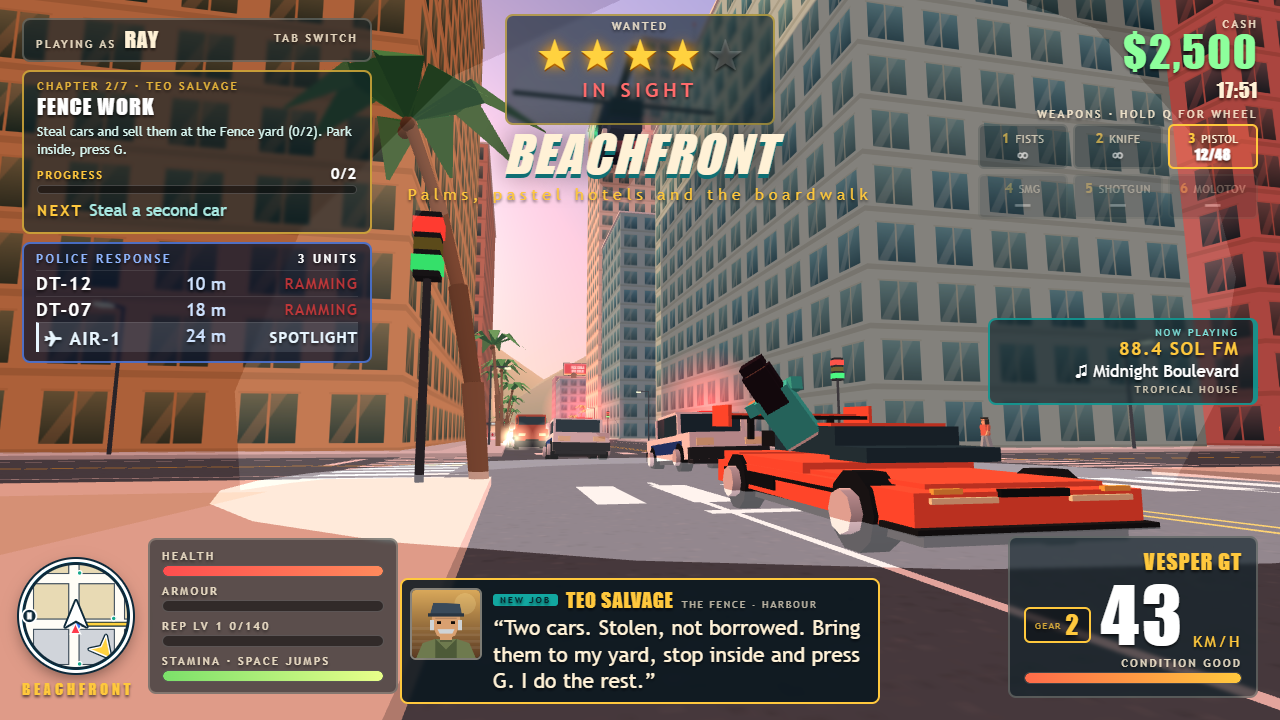 PLAYING AS RAY
TAB SWITCH
CHAPTER 2/7 · TEO SALVAGE
FENCE WORK
Steal cars and sell them at the Fence yard (0/2). Park
inside, press G.
PROGRESS 0/2
NEXT Steal a second car
POLICE RESPONSE 3 UNITS
DT-12 10 m RAMMING
DT-07 18 m RAMMING
AIR-1 24 m SPOTLIGHT
WANTED
IN SIGHT
BEACHFRONT
Palms, pastel hotels and the boardwalk
CASH
$2,500
17:51
WEAPONS · HOLD Q FOR WHEEL
1 FISTS ∞
2 KNIFE ∞
3 PISTOL 12/48
4 SMG —
5 SHOTGUN —
6 MOLOTOV —
NOW PLAYING
88.4 SOL FM
♫ Midnight Boulevard
TROPICAL HOUSE
BEACHFRONT
HEALTH
ARMOUR
REP LV 1 0/140
STAMINA · SPACE JUMPS
NEW JOB TEO SALVAGE THE FENCE · HARBOUR
“Two cars. Stolen, not borrowed. Bring
them to my yard, stop inside and press
G. I do the rest.”
VESPER GT
GEAR 2
43 KM/H
CONDITION GOOD